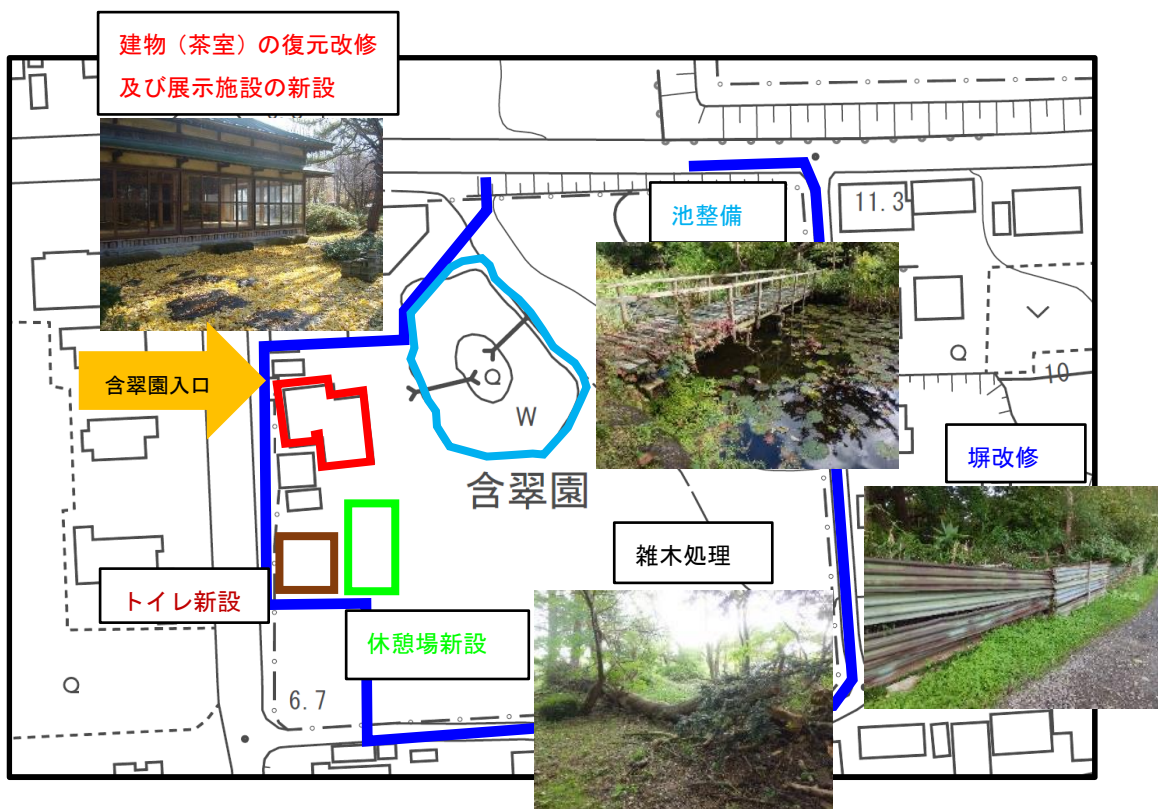 建物（茶室）の復元改修
及び展示施設の新設
池整備
11.3
含翠園入口
10
W
塀改修
含翠園
雑木処理
トイレ新設
休憩場新設
6.7